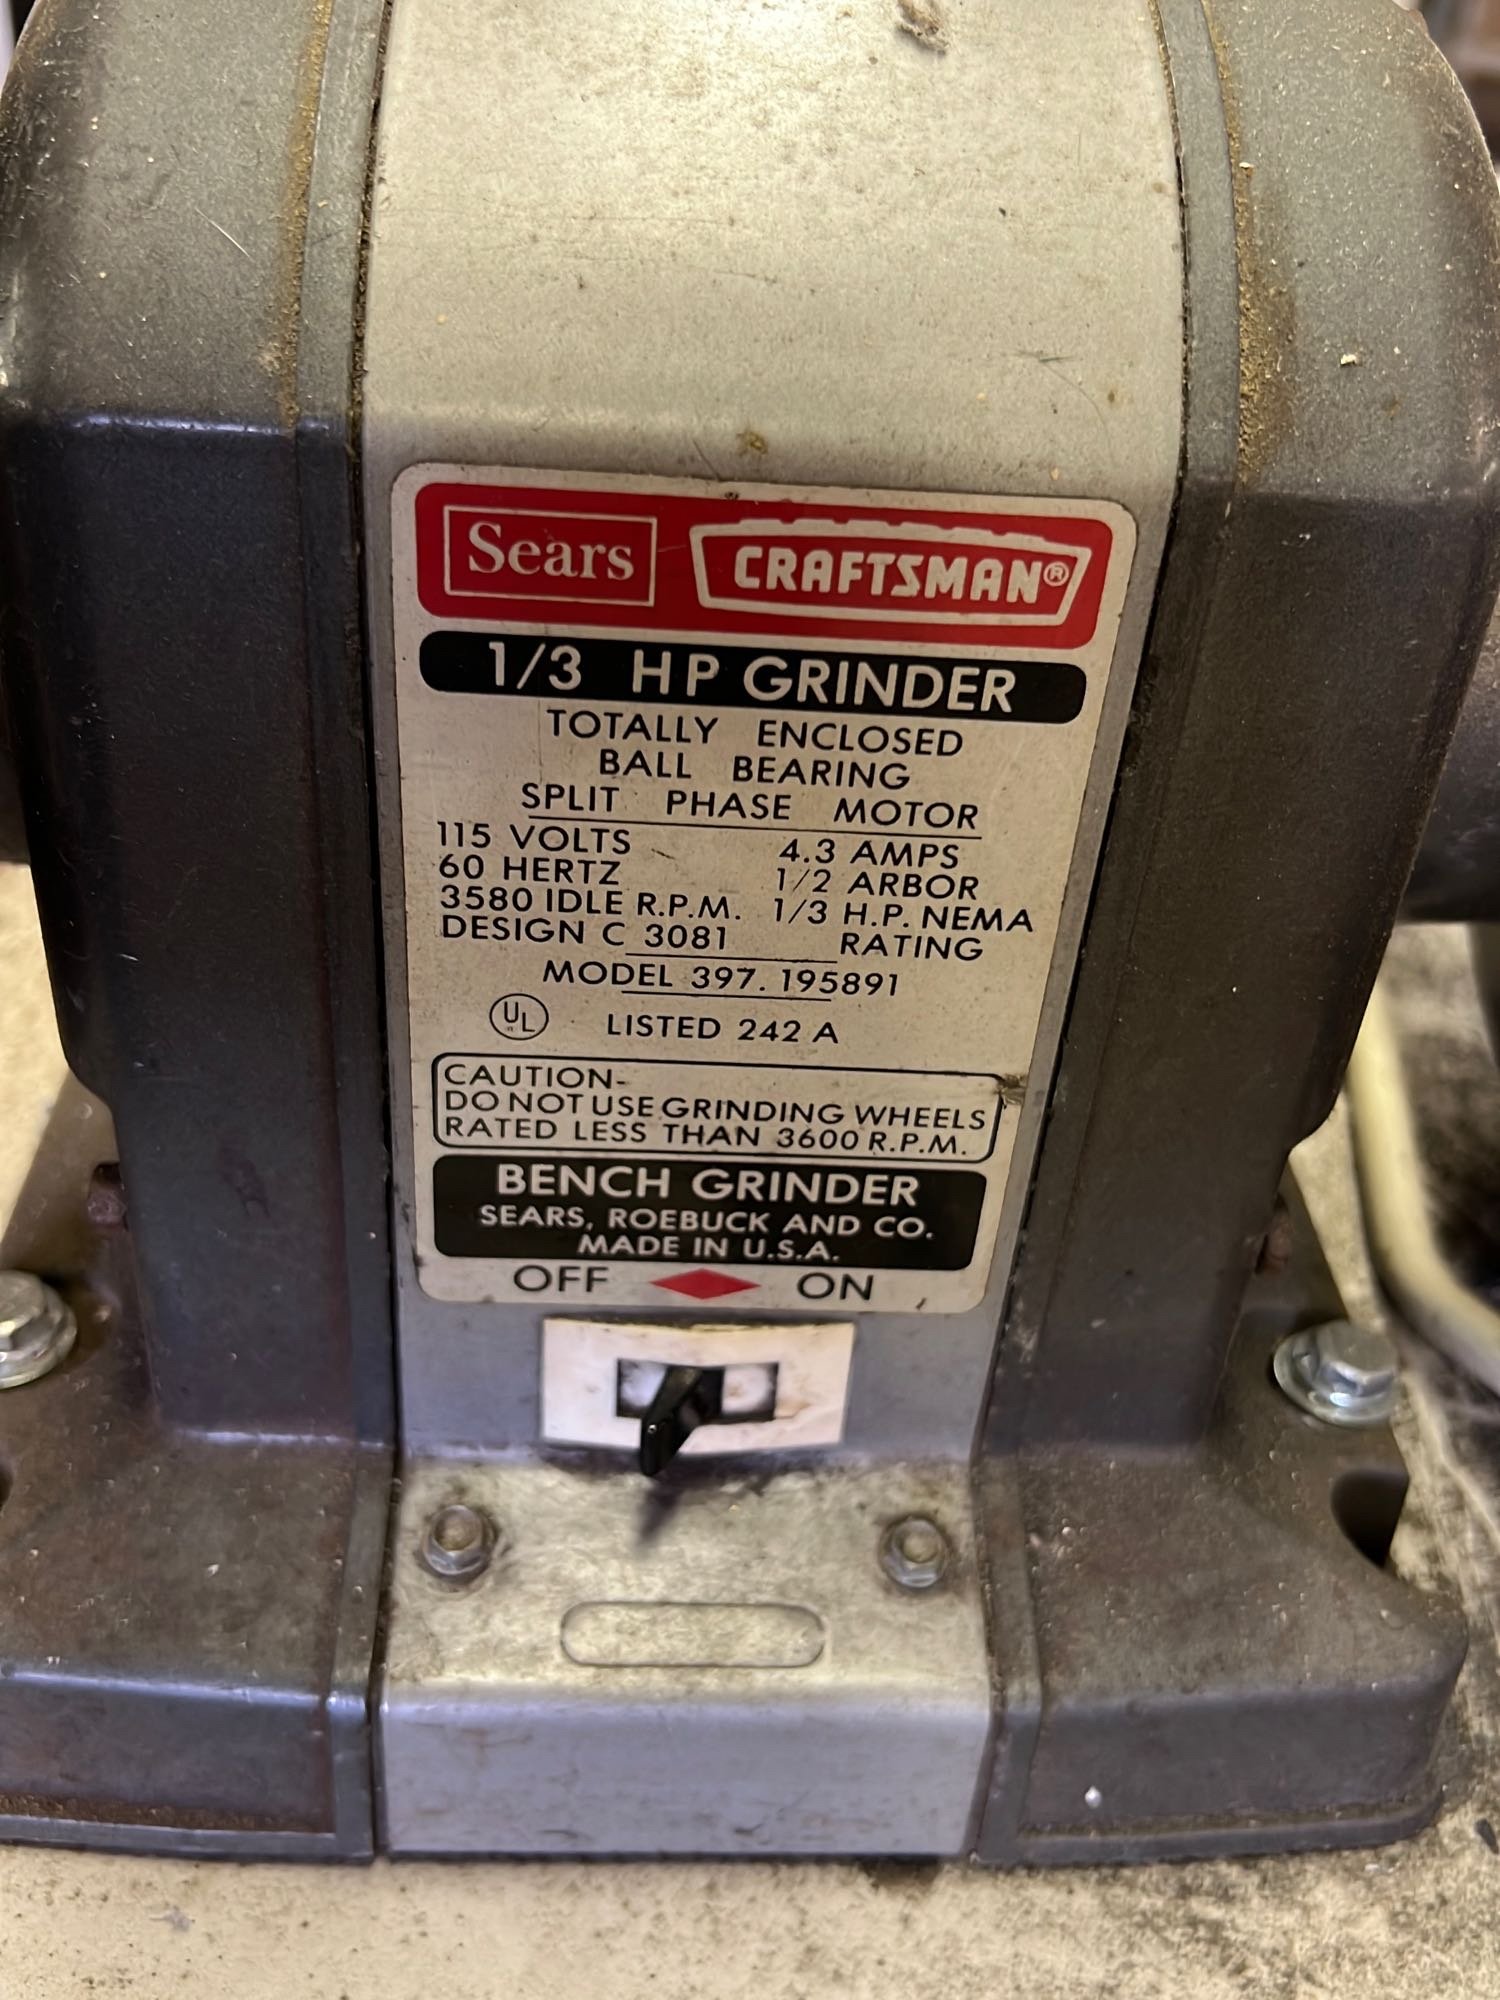 Sears CRAFTSMAN®
1/3 HP GRINDER
TOTALLY ENCLOSED
BALL BEARING
SPLIT PHASE MOTOR
115 VOLTS 4.3 AMPS
60 HERTZ 1/2 ARBOR
3580 IDLE R.P.M. 1/3 H.P. NEMA
DESIGN C 3081 RATING
MODEL 397.195891
UL LISTED 242 A
CAUTION-
DO NOT USE GRINDING WHEELS
RATED LESS THAN 3600 R.P.M.
BENCH GRINDER
SEARS, ROEBUCK AND CO.
MADE IN U.S.A.
OFF ON